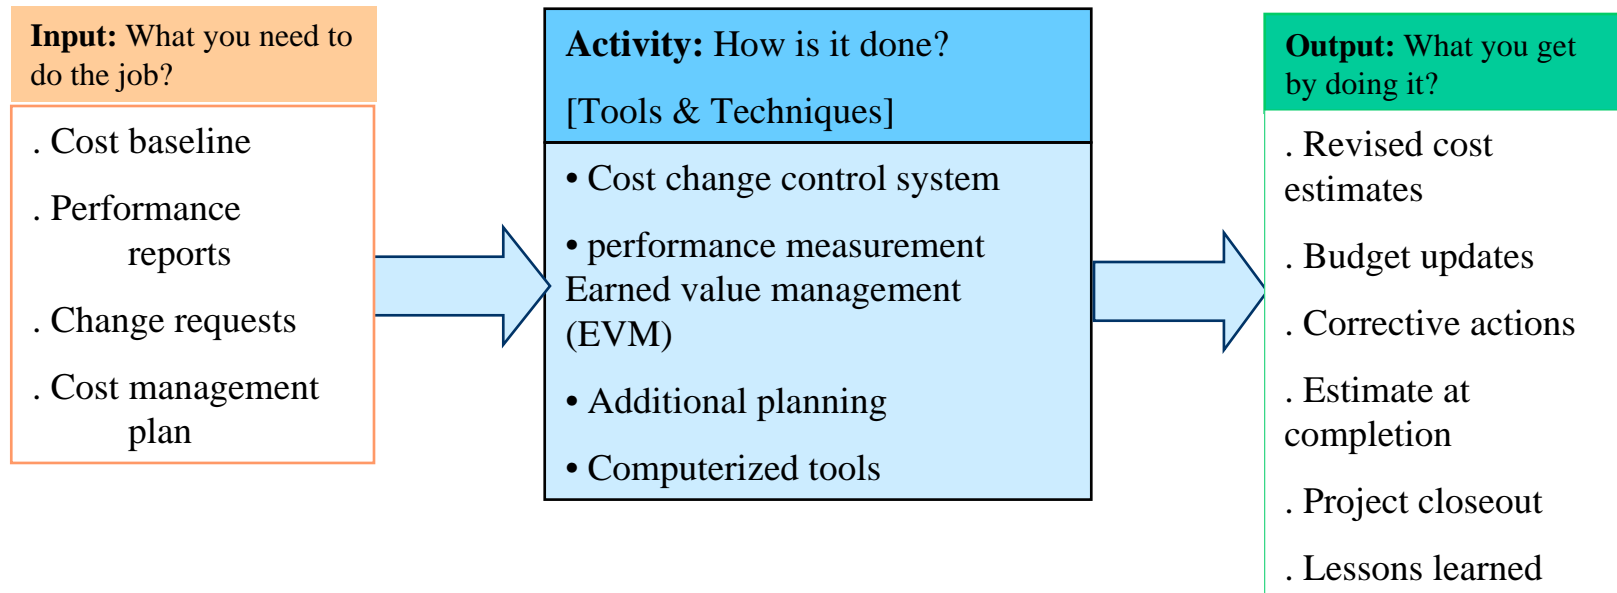 Input: What you need to
do the job?
. Cost baseline
. Performance
reports
. Change requests
. Cost management
plan
Activity: How is it done?
[Tools & Techniques]
• Cost change control system
• performance measurement
Earned value management
(EVM)
• Additional planning
• Computerized tools
Output: What you get
by doing it?
. Revised cost
estimates
. Budget updates
. Corrective actions
. Estimate at
completion
. Project closeout
. Lessons learned